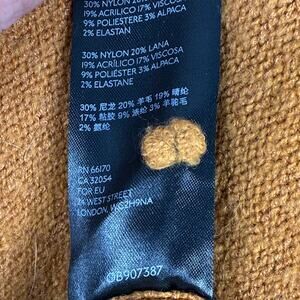 30% NYLON 20% LANA
19% ACRILICO 17% VISCOSA
9% POLIESTERE 3% ALPACA
2% ELASTAN
30% NYLON 20% LANA
19% ACRÍLICO 17% VISCOSA
9% POLIÉSTER 3% ALPACA
2% ELASTANE
30% 尼龙 20% 羊毛 19% 晴纶
17% 粘胶 9% 涤纶 3% 羊驼毛
2% 氨纶
RN 66170
CA 32054
FOR EU
24 WEST STREET
LONDON, WC2H9NA
GB907387